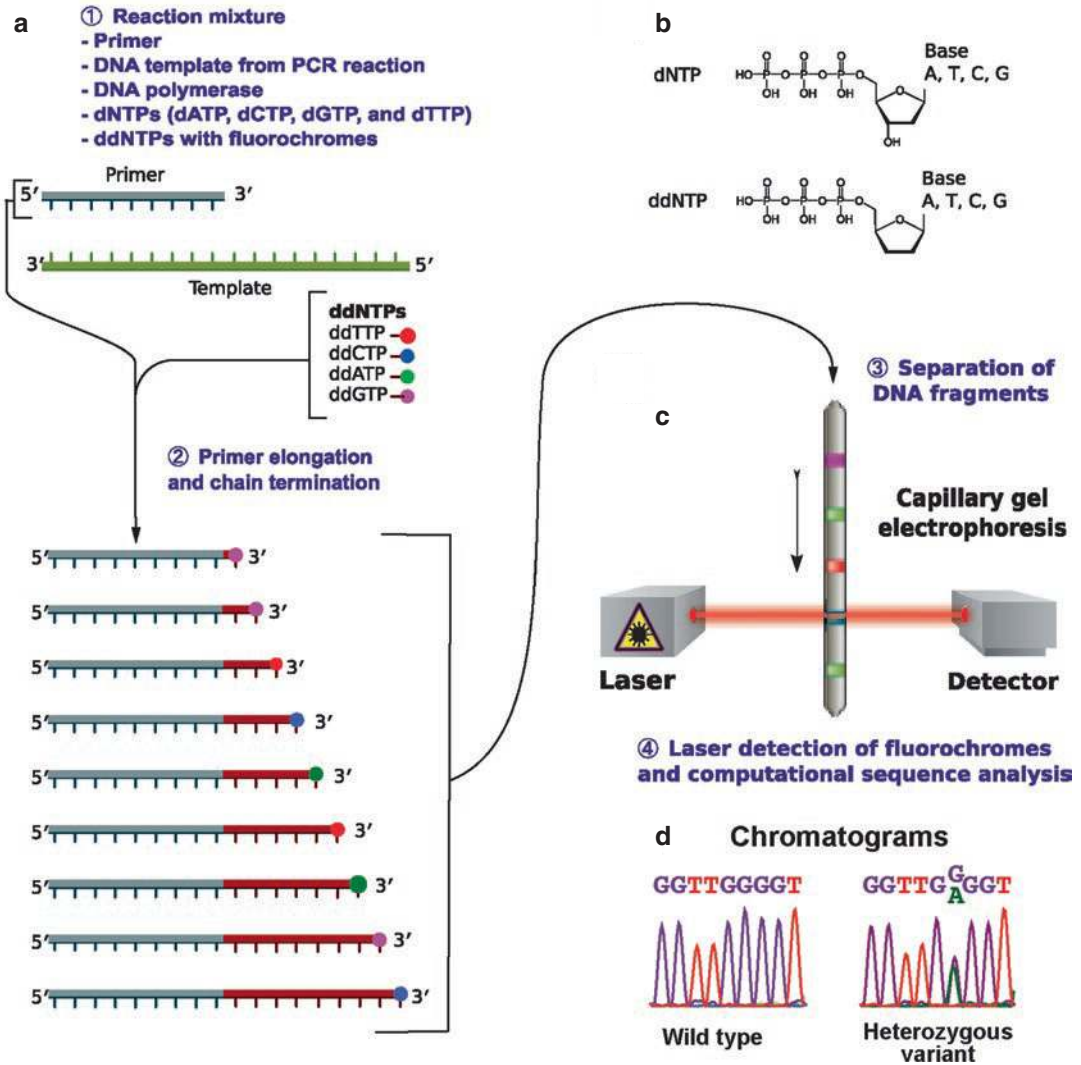 a
① Reaction mixture
- Primer
- DNA template from PCR reaction
- DNA polymerase
- dNTPs (dATP, dCTP, dGTP, and dTTP)
- ddNTPs with fluorochromes
Primer
5′ 3′
3′ 5′
Template
ddNTPs
ddTTP
ddCTP
ddATP
ddGTP
② Primer elongation
and chain termination
5′ 3′
5′ 3′
5′ 3′
5′ 3′
5′ 3′
5′ 3′
5′ 3′
5′ 3′
5′ 3′
b
dNTP
Base
A, T, C, G
O O O
HO P O P O P O
OH OH OH
O
OH
ddNTP
Base
A, T, C, G
O O O
HO P O P O P O
OH OH OH
O
③ Separation of
DNA fragments
c
Capillary gel
electrophoresis
Laser
Detector
④ Laser detection of fluorochromes
and computational sequence analysis
d
Chromatograms
GGTTGGGGT
Wild type
G
GGTTG GGT
A
Heterozygous
variant